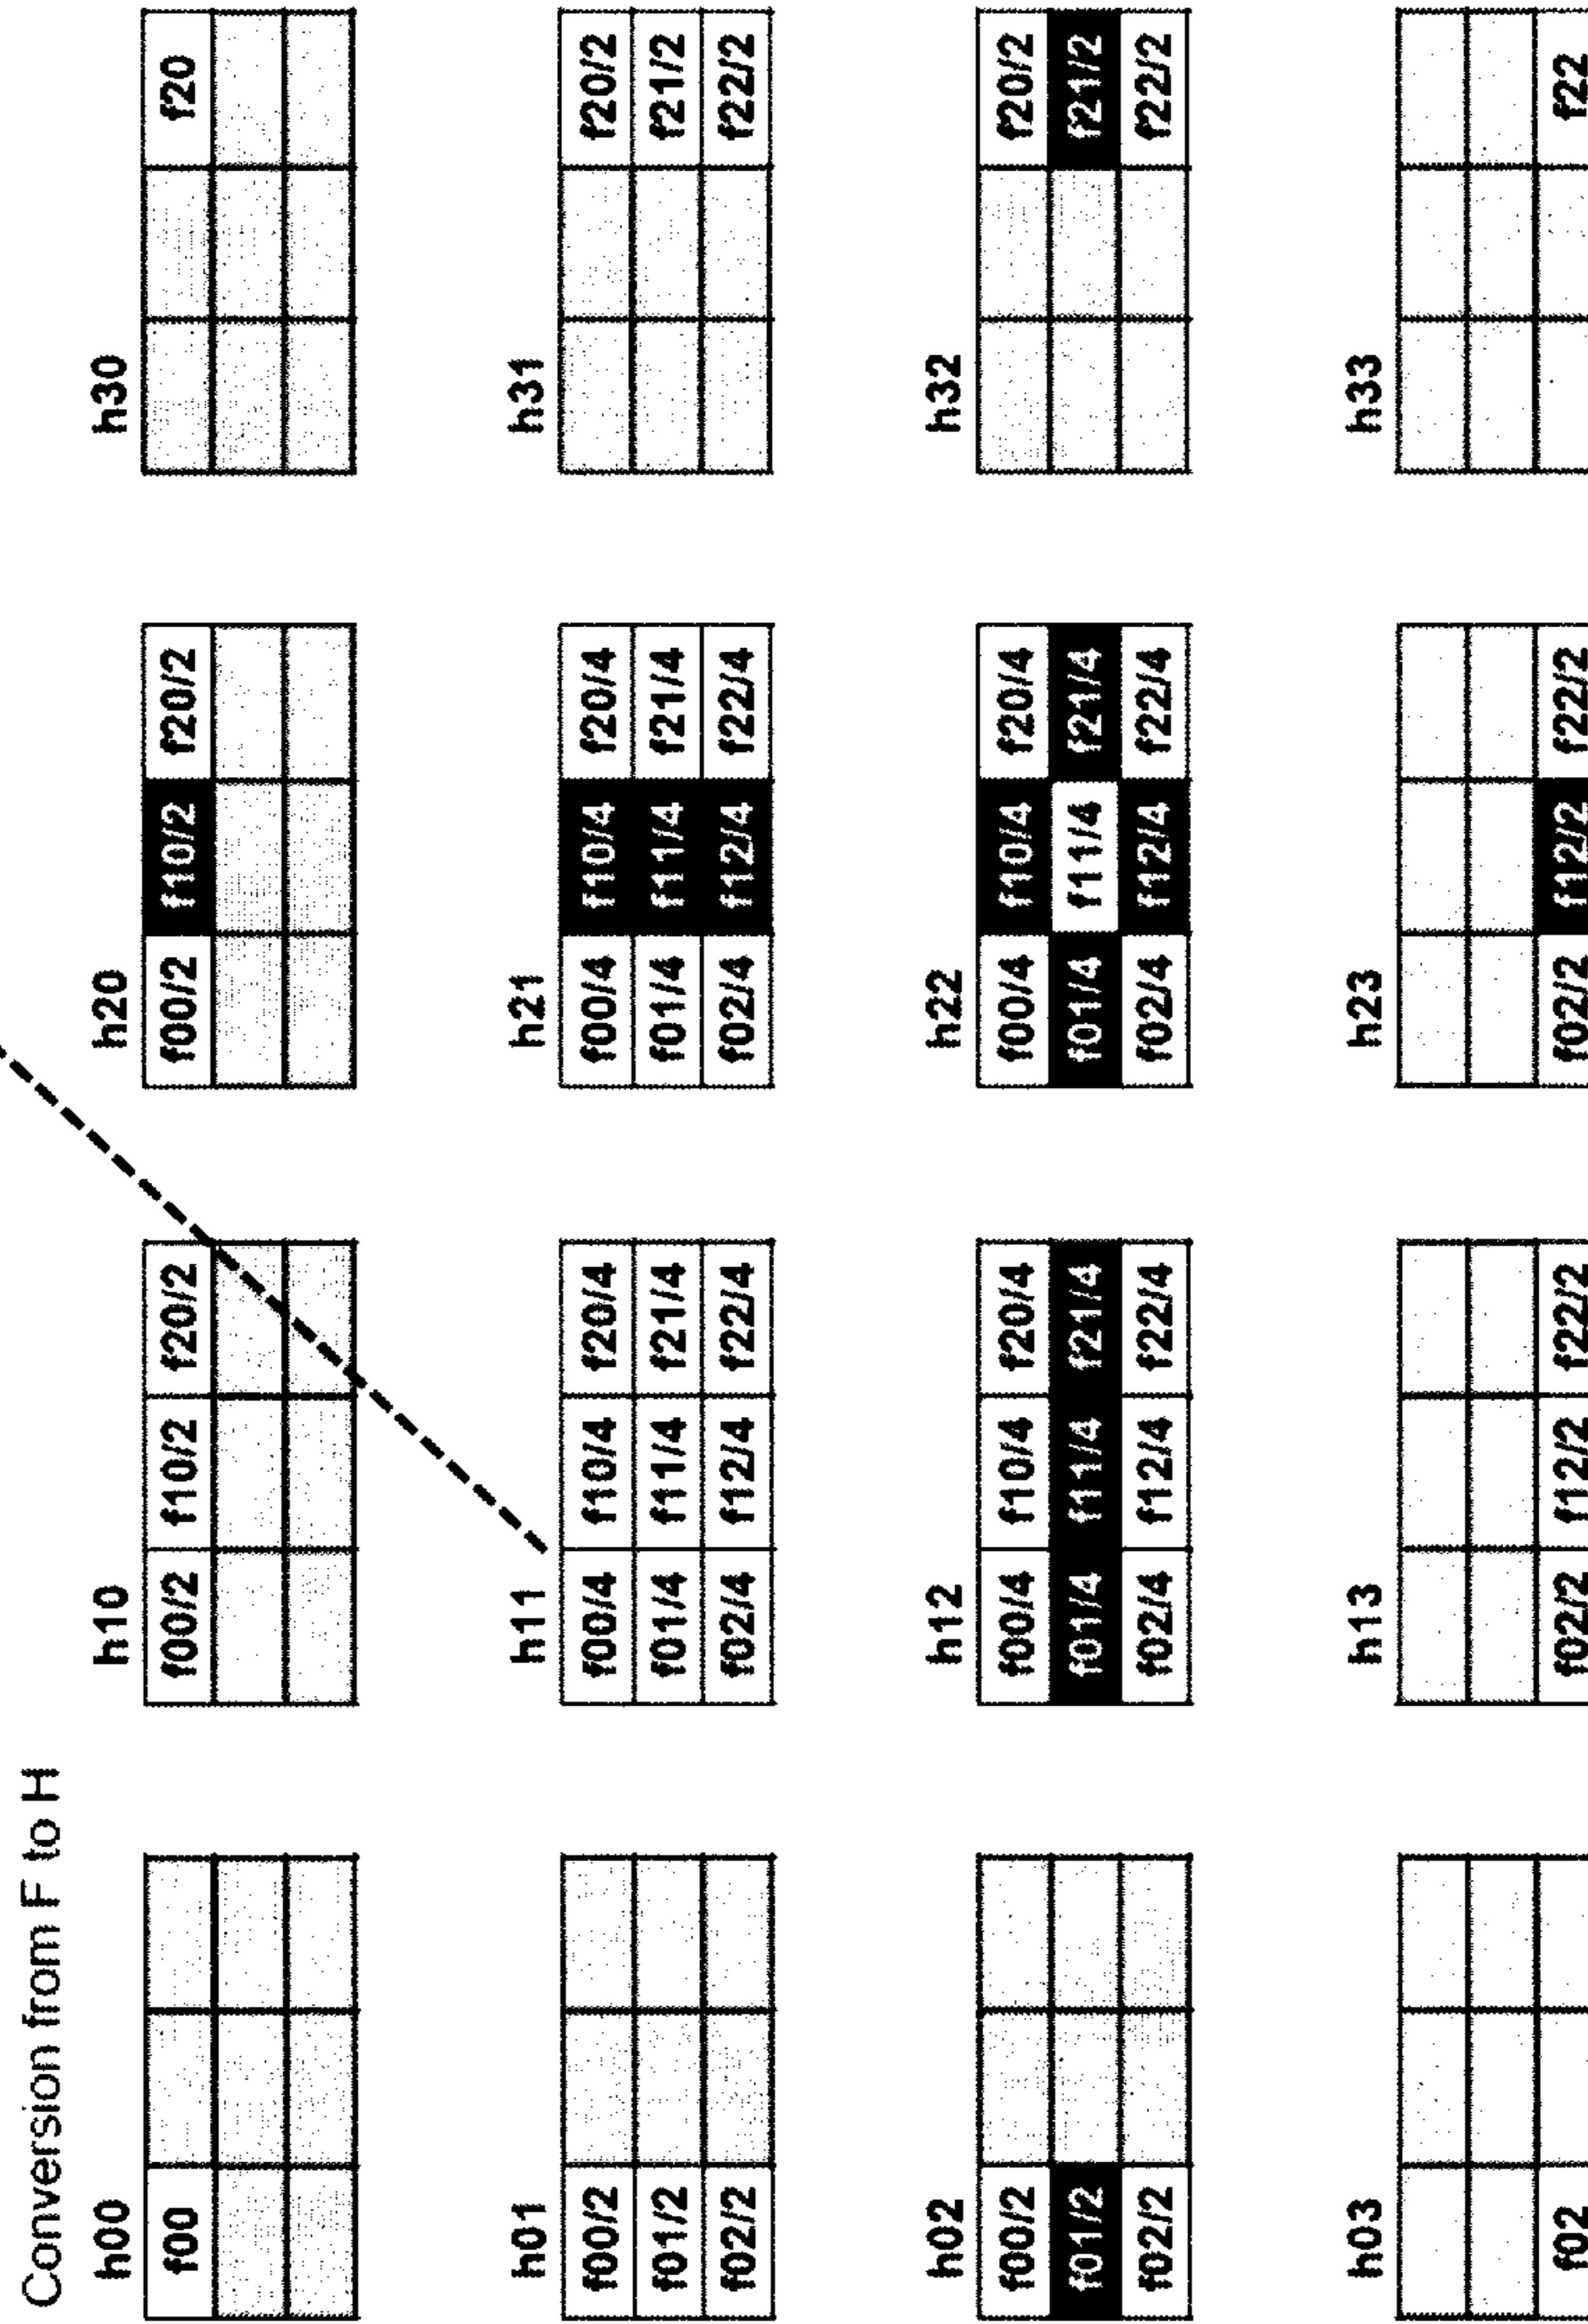 Conversion from F to H
h00 h10 h20 h30
f00 f00/2 f10/2 f20/2 f00/2 f10/2 f20/2 f20
h01 h11 h21 h31
f00/2 f00/4 f10/4 f20/4 f00/4 f10/4 f20/4 f20/2
f01/2 f01/4 f11/4 f21/4 f01/4 f11/4 f21/4 f21/2
f02/2 f02/4 f12/4 f22/4 f02/4 f12/4 f22/4 f22/2
h02 h12 h22 h32
f00/2 f00/4 f10/4 f20/4 f00/4 f10/4 f20/4 f20/2
f01/2 f01/4 f11/4 f21/4 f01/4 f11/4 f21/4 f21/2
f02/2 f02/4 f12/4 f22/4 f02/4 f12/4 f22/4 f22/2
h03 h13 h23 h33
f02 f02/2 f12/2 f22/2 f02/2 f12/2 f22/2 f22